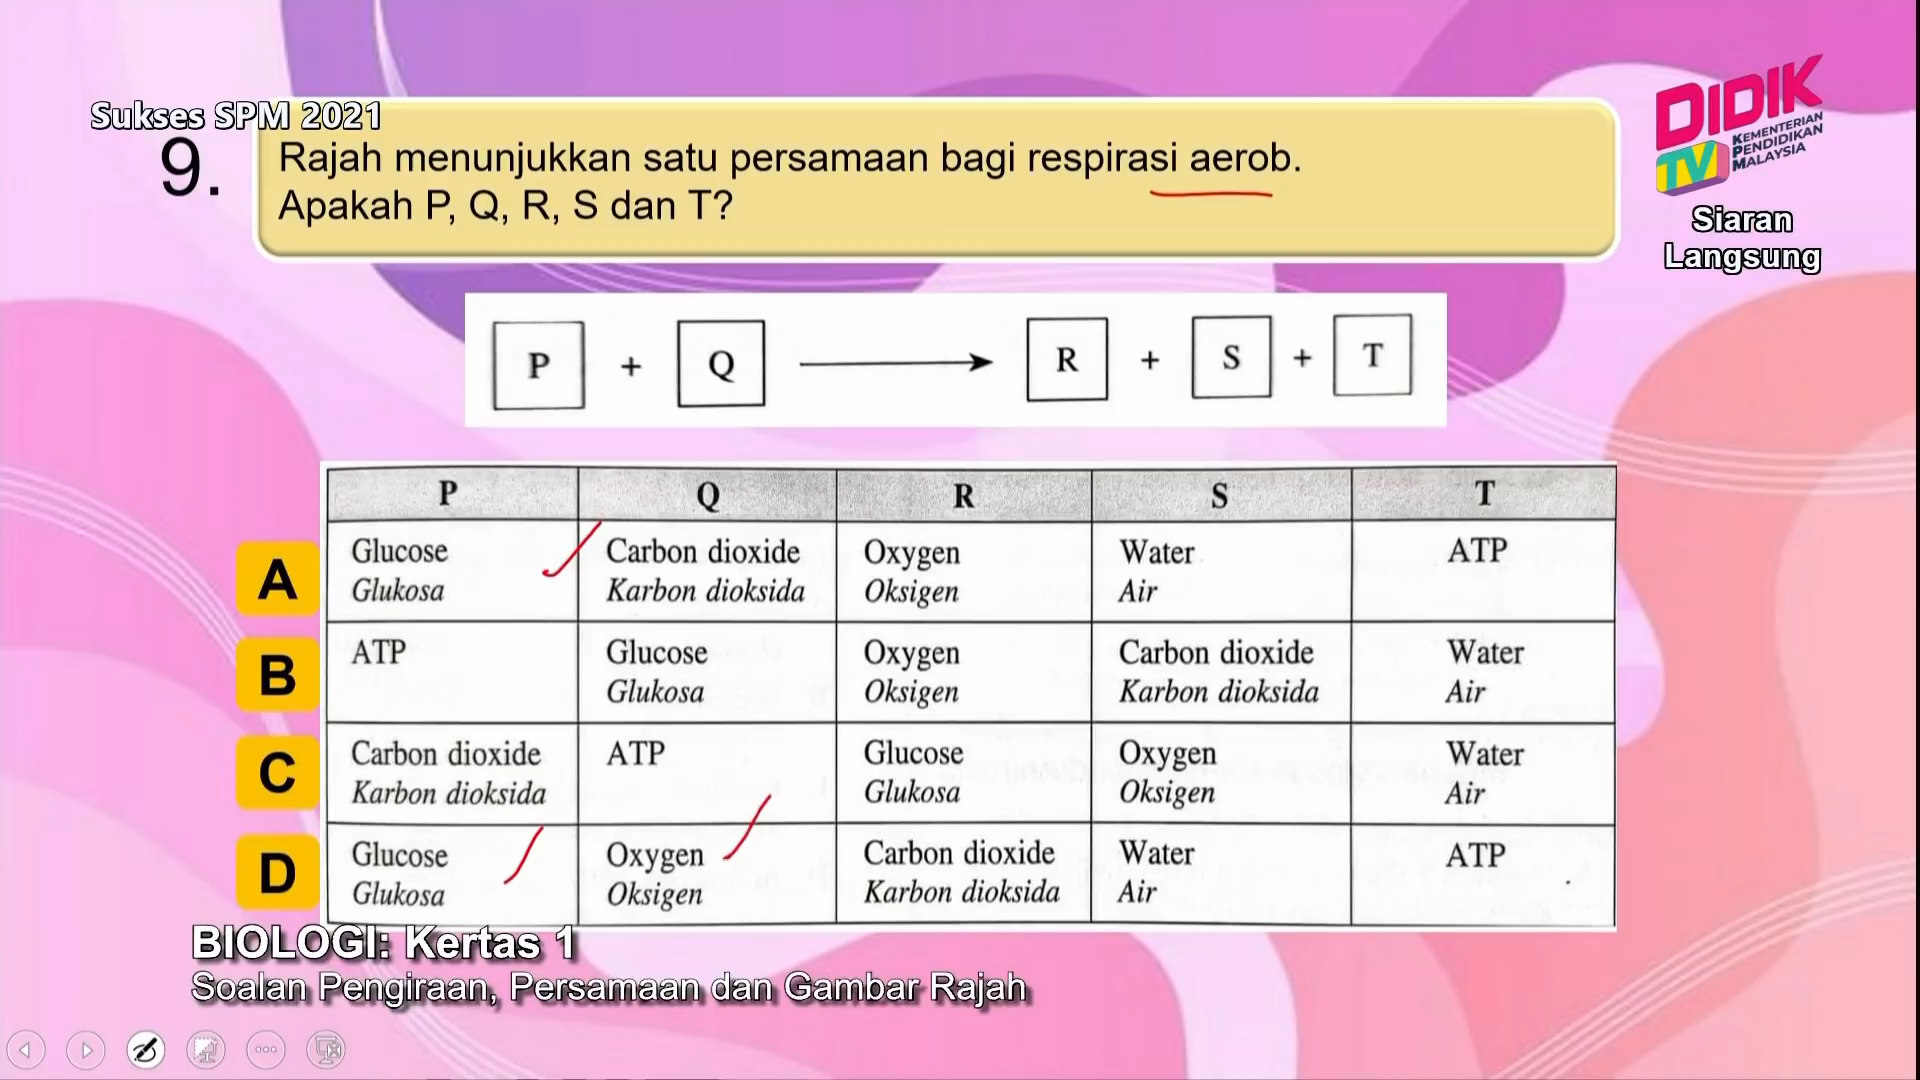 Sukses SPM 2021
DIDIK
TV
KEMENTERIAN
PENDIDIKAN
MALAYSIA
Siaran
Langsung
9.
Rajah menunjukkan satu persamaan bagi respirasi aerob.
Apakah P, Q, R, S dan T?
P + Q R + S + T
P Q R S T
A
Glucose Carbon dioxide Oxygen Water ATP
Glukosa Karbon dioksida Oksigen Air
B
ATP Glucose Oxygen Carbon dioxide Water
Glukosa Oksigen Karbon dioksida Air
C
Carbon dioxide ATP Glucose Oxygen Water
Karbon dioksida Glukosa Oksigen Air
D
Glucose Oxygen Carbon dioxide Water ATP
Glukosa Oksigen Karbon dioksida Air
BIOLOGI: Kertas 1
Soalan Pengiraan, Persamaan dan Gambar Rajah